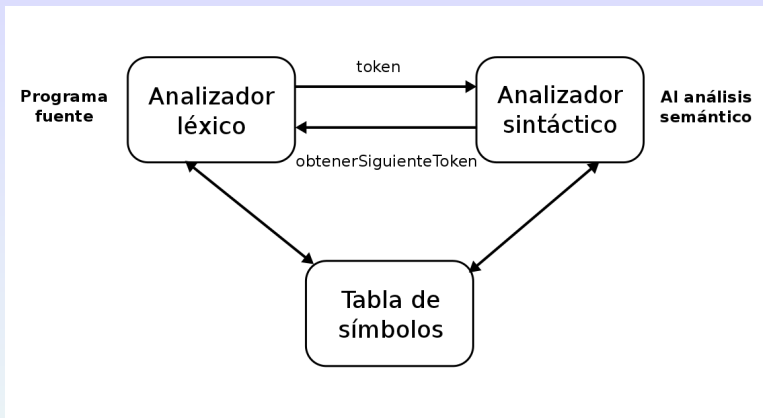 token
Programa
fuente
Analizador
léxico
Analizador
sintáctico
Al análisis
semántico
obtenerSiguienteToken
Tabla de
símbolos